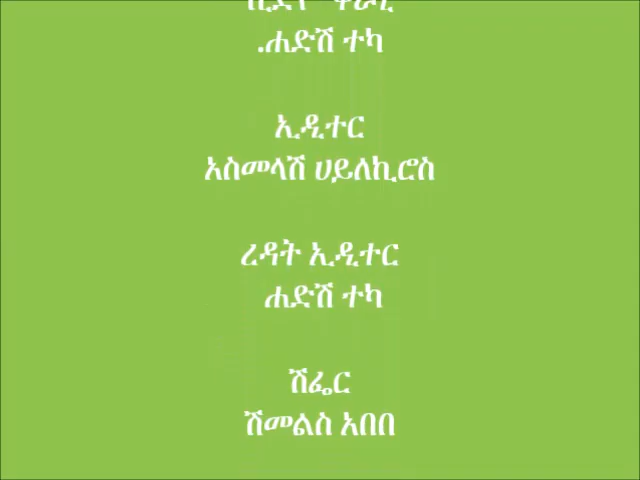 .ሐድሽ ተካ
ኢዲተር
አስመላሽ ሀይለኪሮስ
ረዳት ኢዲተር
ሐድሽ ተካ
ሽፌር
ሽመልስ አበበ